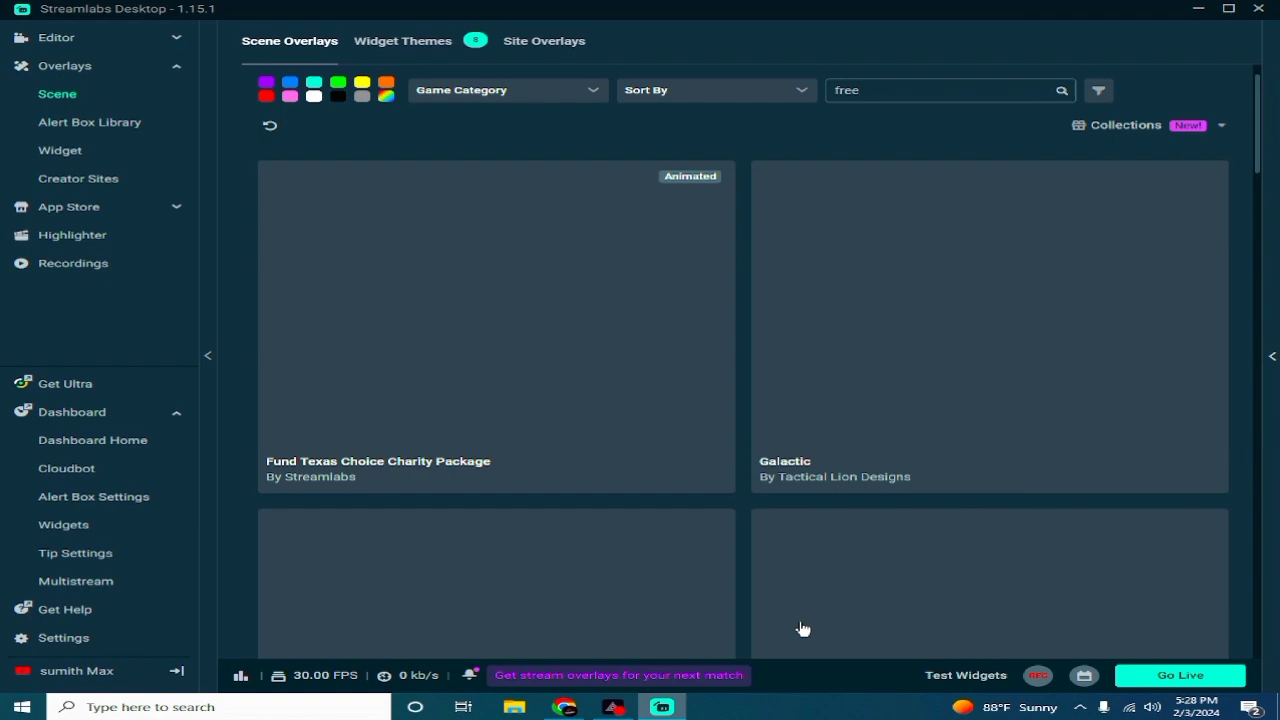 Streamlabs Desktop - 1.15.1
Editor
Overlays
Scene
Alert Box Library
Widget
Creator Sites
App Store
Highlighter
Recordings
Get Ultra
Dashboard
Dashboard Home
Cloudbot
Alert Box Settings
Widgets
Tip Settings
Multistream
Get Help
Settings
sumith Max
Scene Overlays
Widget Themes
Site Overlays
Game Category
Sort By
free
Collections New!
Animated
Fund Texas Choice Charity Package
By Streamlabs
Galactic
By Tactical Lion Designs
30.00 FPS
0 kb/s
Get stream overlays for your next match
Test Widgets
REC
Go Live
Type here to search
88°F Sunny
5:28 PM
2/3/2024
2